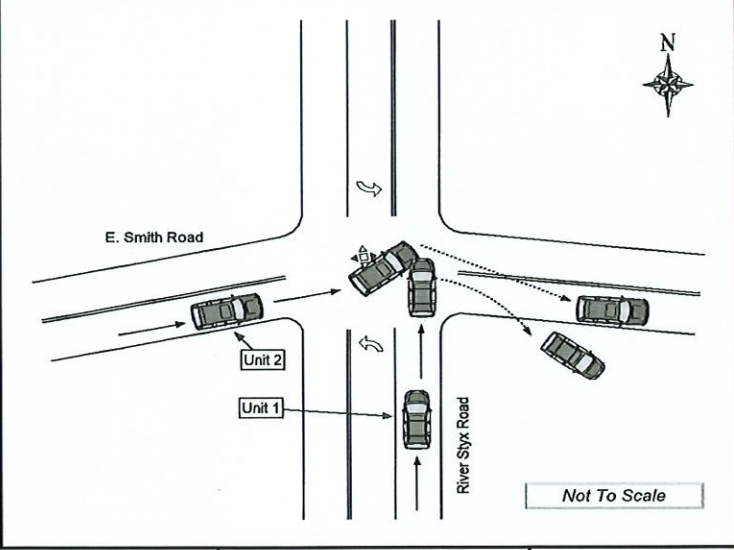 N
E. Smith Road
Unit 2
Unit 1
River Styx Road
Not To Scale